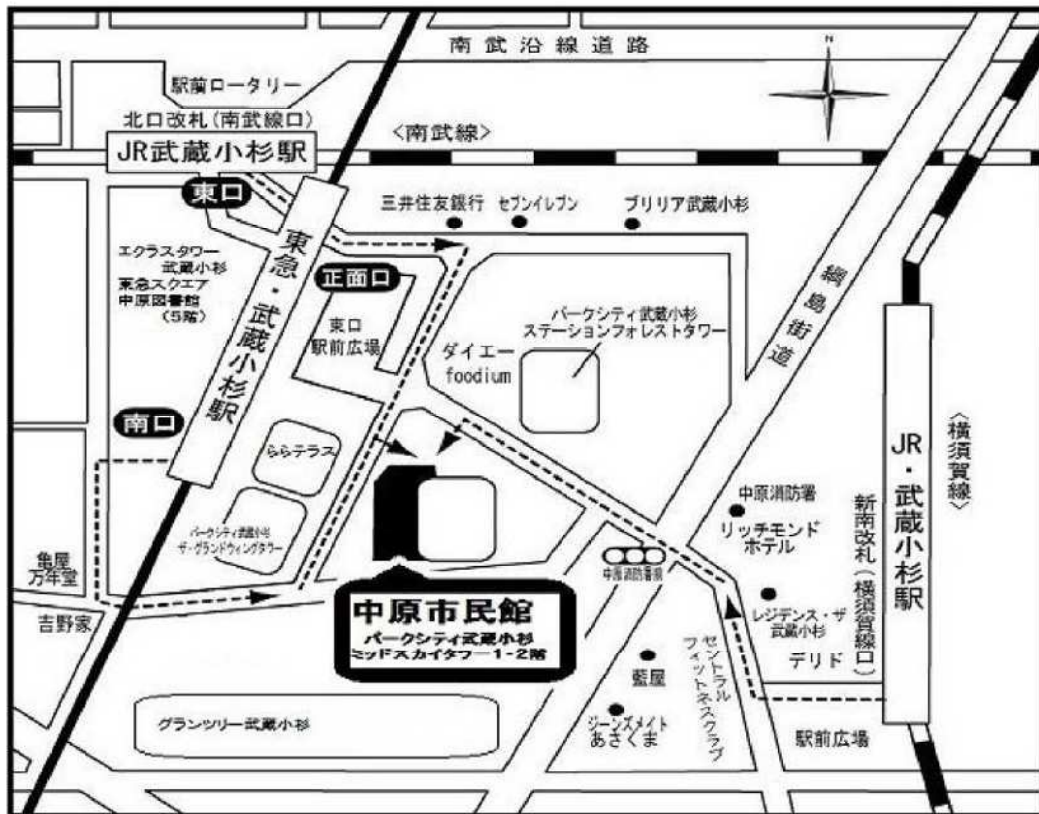 南武沿線道路
N
駅前ロータリー
北口改札(南武線口)
<南武線>
JR武蔵小杉駅
東口
三井住友銀行
セブンイレブン
ブリリア武蔵小杉
エクラスタワー
武蔵小杉
東急スクエア
中原図書館
(5階)
東急・武蔵小杉駅
正面口
東口
駅前広場
パークシティ武蔵小杉
ステーションフォレストタワー
ダイエー
foodium
綱島街道
南口
ららテラス
パークシティ武蔵小杉
ザ・グランドウィングタワー
JR・武蔵小杉駅
<横須賀線>
新南改札(横須賀線口)
中原消防署
リッチモンド
ホテル
中原消防署前
レジデンス・ザ
武蔵小杉
デリド
亀屋
万年堂
吉野家
中原市民館
パークシティ武蔵小杉
ミッドスカイタワー1-2階
藍屋
セントラル
フィットネスクラブ
ジーンズメイト
あさくま
グランツリー武蔵小杉
駅前広場